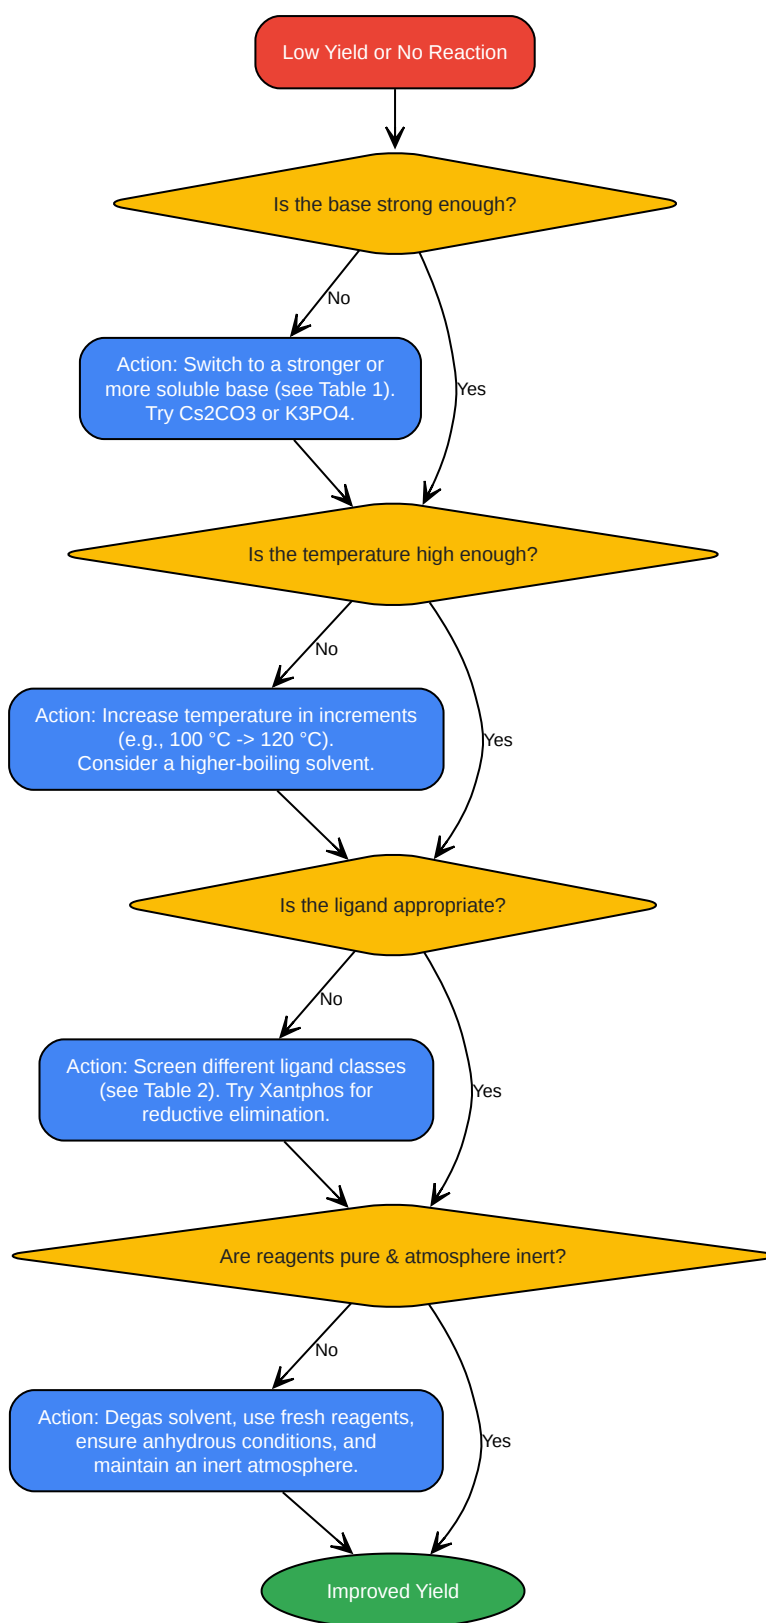 Low Yield or No Reaction
Is the base strong enough?
No
Action: Switch to a stronger or
more soluble base (see Table 1).
Try Cs2CO3 or K3PO4.
Yes
Is the temperature high enough?
No
Action: Increase temperature in increments
(e.g., 100 °C -> 120 °C).
Consider a higher-boiling solvent.
Yes
Is the ligand appropriate?
No
Action: Screen different ligand classes
(see Table 2). Try Xantphos for
reductive elimination.
Yes
Are reagents pure & atmosphere inert?
No
Action: Degas solvent, use fresh reagents,
ensure anhydrous conditions, and
maintain an inert atmosphere.
Yes
Improved Yield